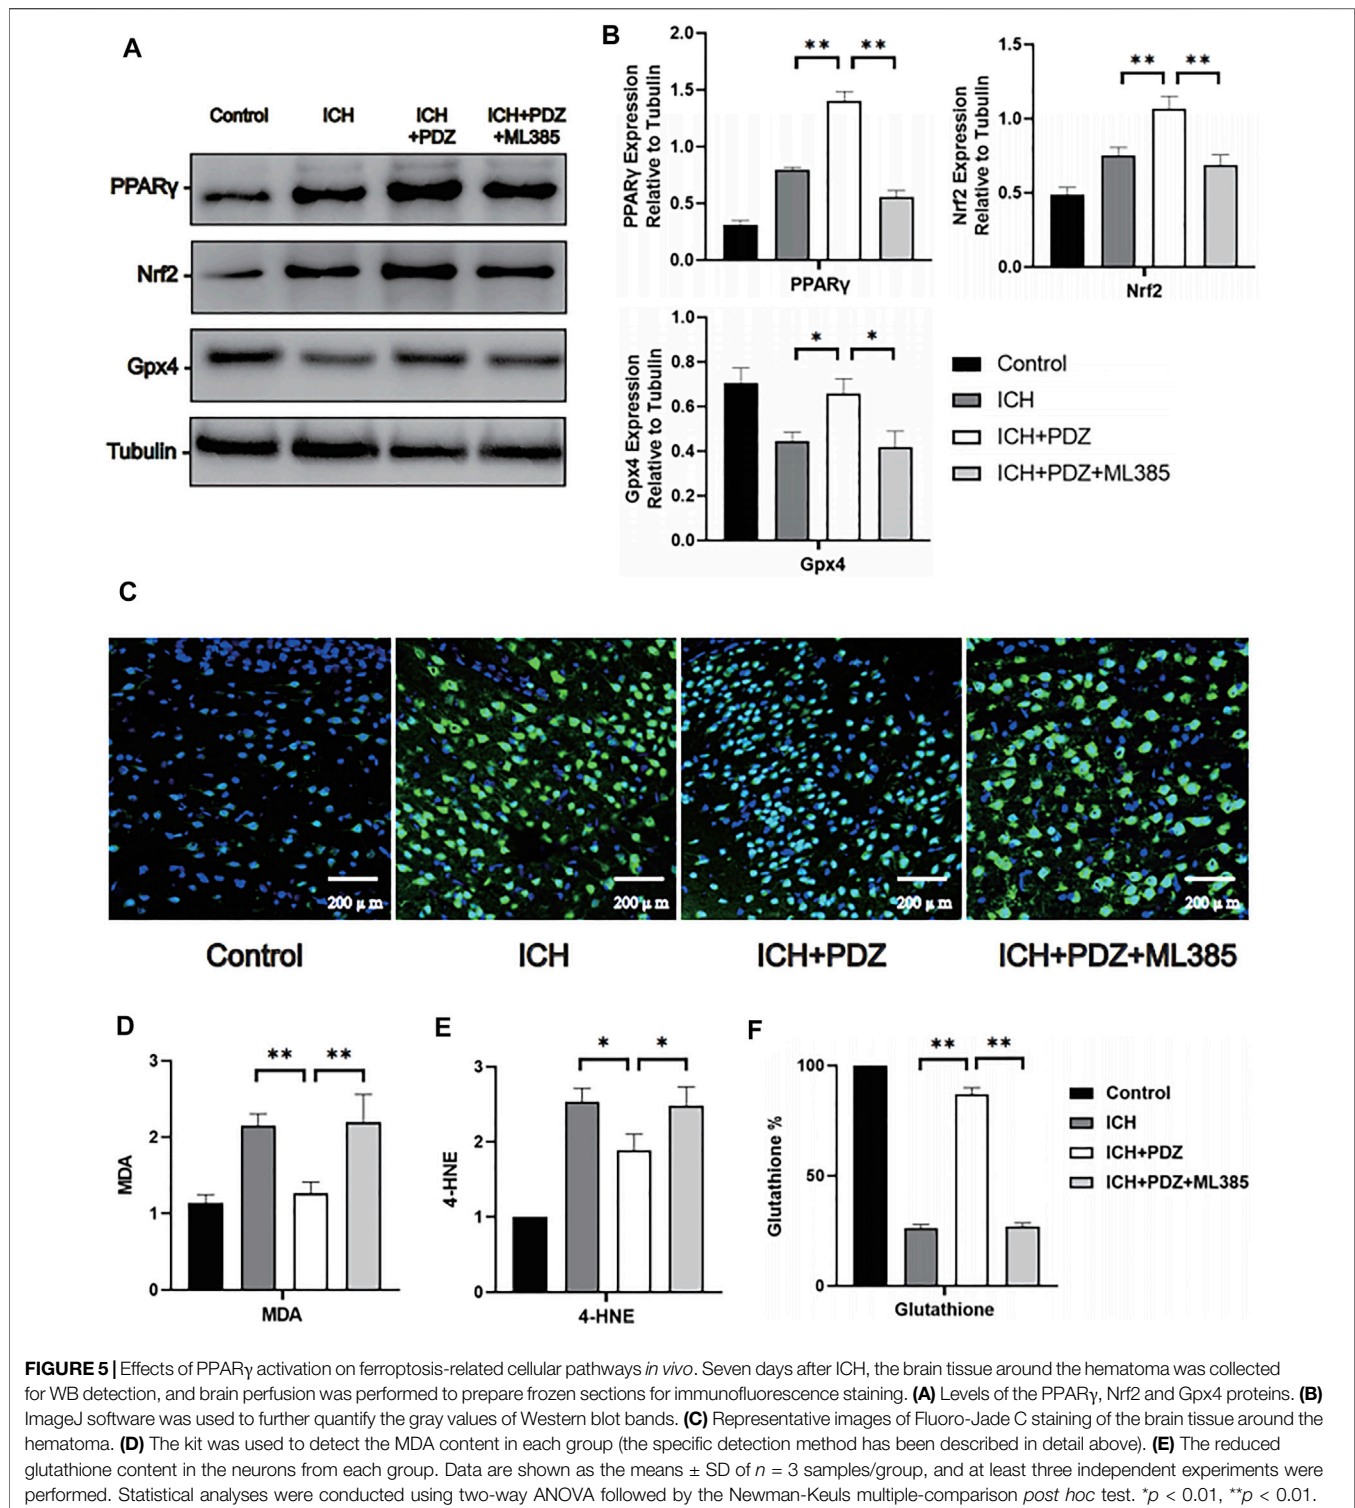 A
Control ICH ICH ICH+PDZ
+PDZ +ML385
PPARγ
Nrf2
Gpx4
Tubulin
B
PPARγ Expression
Relative to Tubulin
2.0
1.5
1.0
0.5
0.0
** **
PPARγ
Nrf2 Expression
Relative to Tubulin
1.5
1.0
0.5
0.0
** **
Nrf2
Gpx4 Expression
Relative to Tubulin
1.0
0.8
0.6
0.4
0.2
0.0
* *
Gpx4
Control
ICH
ICH+PDZ
ICH+PDZ+ML385
C
200 μm 200 μm 200 μm 200 μm
Control ICH ICH+PDZ ICH+PDZ+ML385
D
MDA
3
2
1
0
** **
MDA
E
4-HNE
3
2
1
0
* *
4-HNE
F
Glutathione %
100
50
0
** **
Glutathione
Control
ICH
ICH+PDZ
ICH+PDZ+ML385
FIGURE 5 | Effects of PPARγ activation on ferroptosis-related cellular pathways in vivo. Seven days after ICH, the brain tissue around the hematoma was collected
for WB detection, and brain perfusion was performed to prepare frozen sections for immunofluorescence staining. (A) Levels of the PPARγ, Nrf2 and Gpx4 proteins. (B)
ImageJ software was used to further quantify the gray values of Western blot bands. (C) Representative images of Fluoro-Jade C staining of the brain tissue around the
hematoma. (D) The kit was used to detect the MDA content in each group (the specific detection method has been described in detail above). (E) The reduced
glutathione content in the neurons from each group. Data are shown as the means ± SD of n = 3 samples/group, and at least three independent experiments were
performed. Statistical analyses were conducted using two-way ANOVA followed by the Newman-Keuls multiple-comparison post hoc test. *p < 0.01, **p < 0.01.